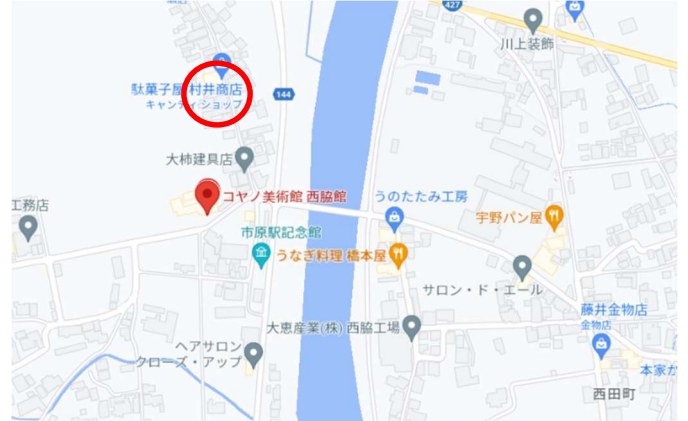 427
川上装飾
駄菓子屋 村井商店
キャンディ ショップ
144
大柿建具店
コヤノ美術館 西脇館
うのたたみ工房
工務店
宇野パン屋
市原駅記念館
うなぎ料理 橋本屋
サロン・ド・エール
藤井金物店
金物店
大恵産業(株) 西脇工場
ヘアサロン
クローズ・アップ
本家か
西田町